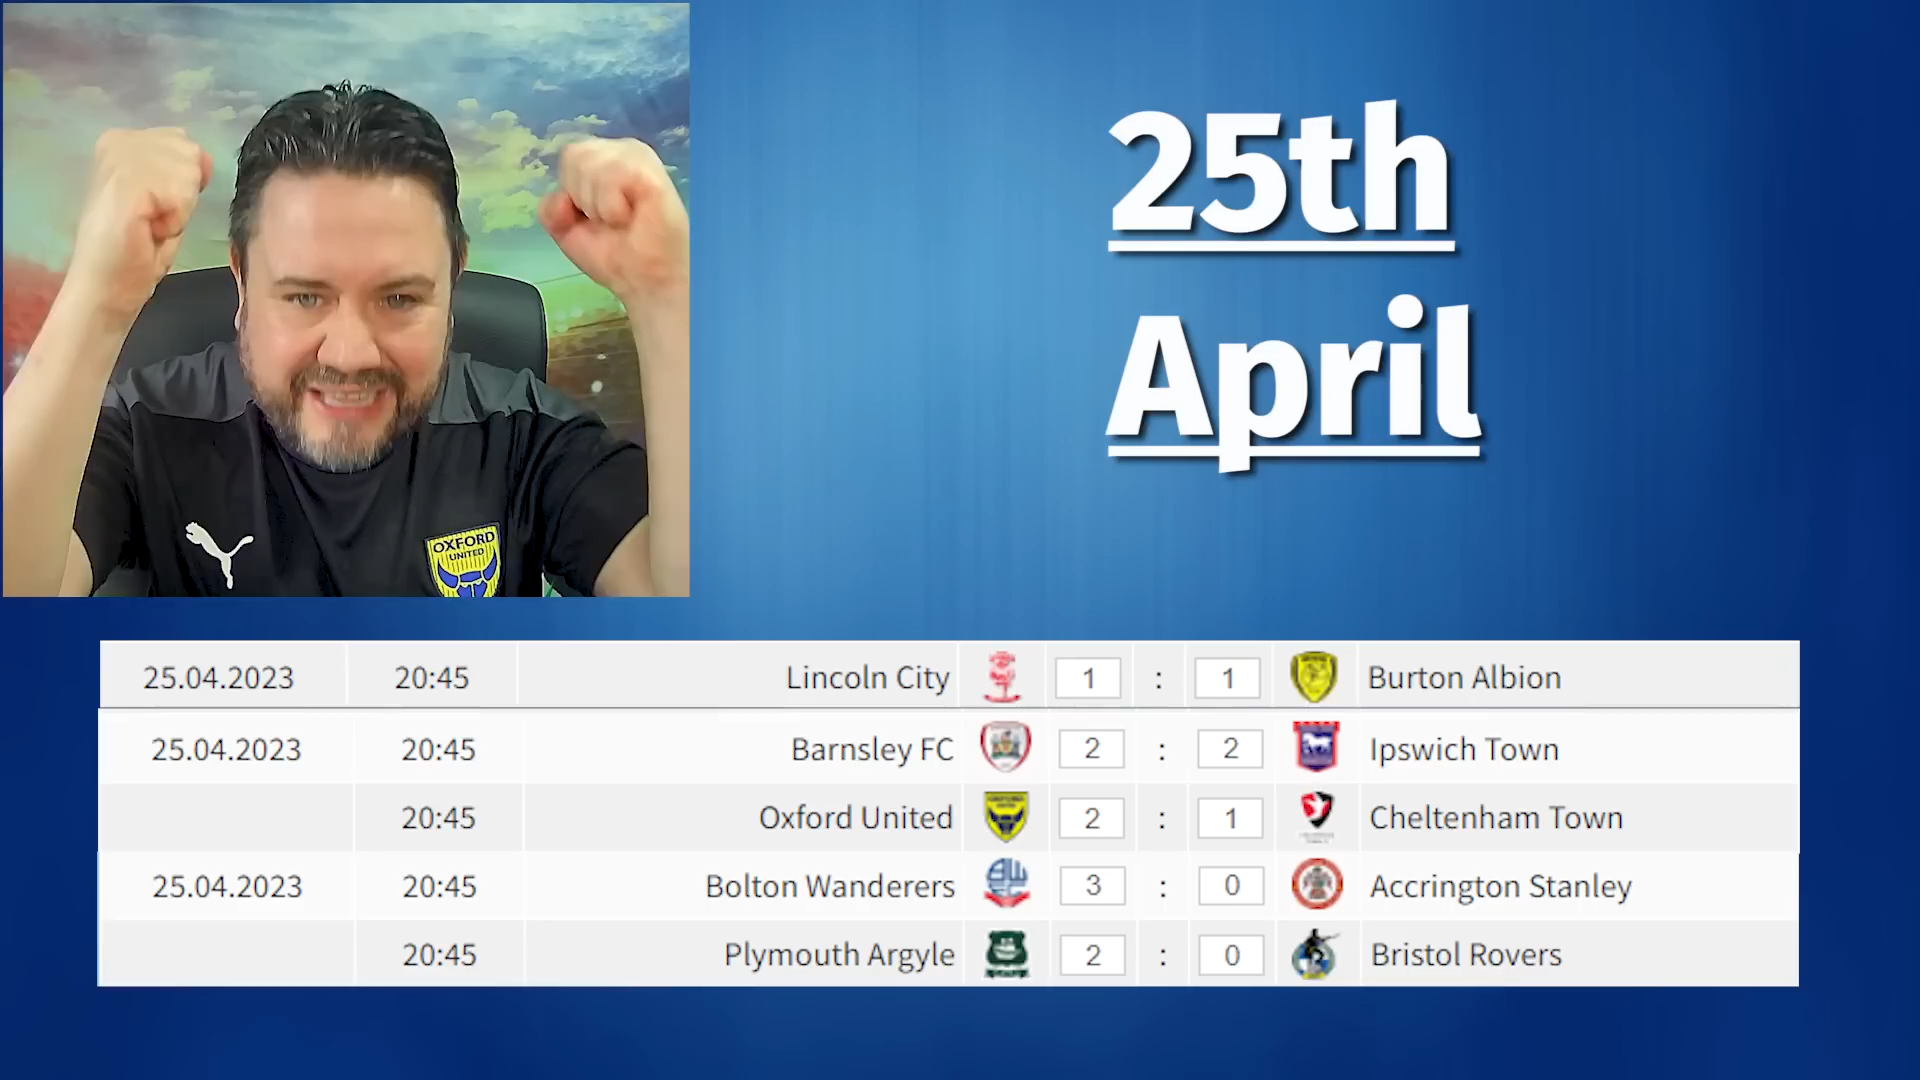 25th
April
OXFORD
UNITED
25.04.2023 20:45 Lincoln City 1 : 1 Burton Albion
25.04.2023 20:45 Barnsley FC 2 : 2 Ipswich Town
20:45 Oxford United 2 : 1 Cheltenham Town
25.04.2023 20:45 Bolton Wanderers 3 : 0 Accrington Stanley
20:45 Plymouth Argyle 2 : 0 Bristol Rovers